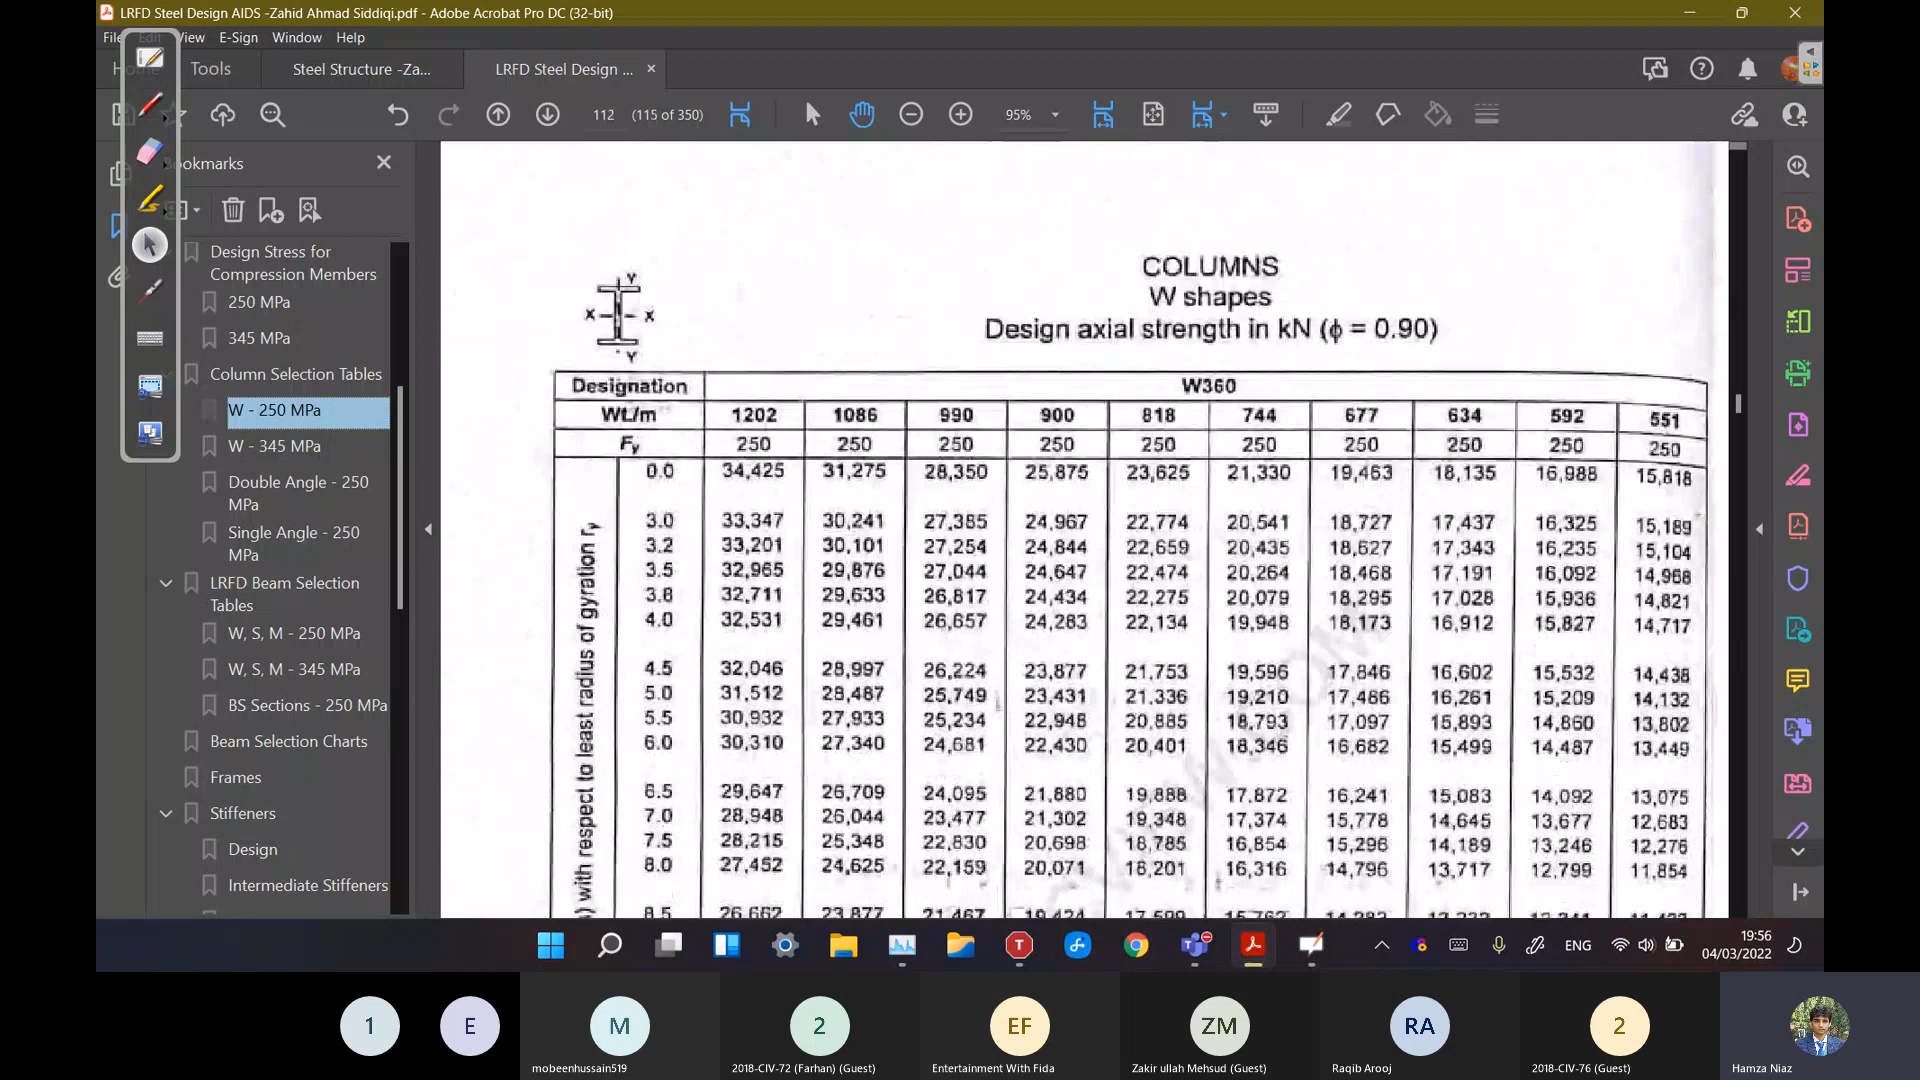 LRFD Steel Design AIDS -Zahid Ahmad Siddiqi.pdf - Adobe Acrobat Pro DC (32-bit)
File Edit View E-Sign Window Help
Home Tools Steel Structure -Za... LRFD Steel Design ... ×
112 (115 of 350) 95%
Bookmarks
Design Stress for
Compression Members
250 MPa
345 MPa
Column Selection Tables
W - 250 MPa
W - 345 MPa
Double Angle - 250
MPa
Single Angle - 250
MPa
LRFD Beam Selection
Tables
W, S, M - 250 MPa
W, S, M - 345 MPa
BS Sections - 250 MPa
Beam Selection Charts
Frames
Stiffeners
Design
Intermediate Stiffeners
Y
X X
Y
COLUMNS
W shapes
Design axial strength in kN (ϕ = 0.90)
Designation W360
Wt./m 1202 1086 990 900 818 744 677 634 592 551
Fy 250 250 250 250 250 250 250 250 250 250
) with respect to least radius of gyration ry
0.0 34,425 31,275 28,350 25,875 23,625 21,330 19,463 18,135 16,988 15,818
3.0 33,347 30,241 27,385 24,967 22,774 20,541 18,727 17,437 16,325 15,189
3.2 33,201 30,101 27,254 24,844 22,659 20,435 18,627 17,343 16,235 15,104
3.5 32,965 29,876 27,044 24,647 22,474 20,264 18,468 17,191 16,092 14,968
3.8 32,711 29,633 26,817 24,434 22,275 20,079 18,295 17,028 15,936 14,821
4.0 32,531 29,461 26,657 24,283 22,134 19,948 18,173 16,912 15,827 14,717
4.5 32,046 28,997 26,224 23,877 21,753 19,596 17,846 16,602 15,532 14,438
5.0 31,512 28,487 25,749 23,431 21,336 19,210 17,486 16,261 15,209 14,132
5.5 30,932 27,933 25,234 22,948 20,885 18,793 17,097 15,893 14,860 13,802
6.0 30,310 27,340 24,681 22,430 20,401 18,346 16,682 15,499 14,487 13,449
6.5 29,647 26,709 24,095 21,880 19,888 17,872 16,241 15,083 14,092 13,075
7.0 28,948 26,044 23,477 21,302 19,348 17,374 15,778 14,645 13,677 12,683
7.5 28,215 25,348 22,830 20,698 18,785 16,854 15,296 14,189 13,246 12,276
8.0 27,452 24,625 22,159 20,071 18,201 16,316 14,796 13,717 12,799 11,854
8.5 26,662 23,877 21,467 19,424
ENG
19:56
04/03/2022
1 E M 2 EF ZM RA 2
mobeenhussain519 2018-CIV-72 (Farhan) (Guest) Entertainment With Fida Zakir ullah Mehsud (Guest) Raqib Arooj 2018-CIV-76 (Guest) Hamza Niaz